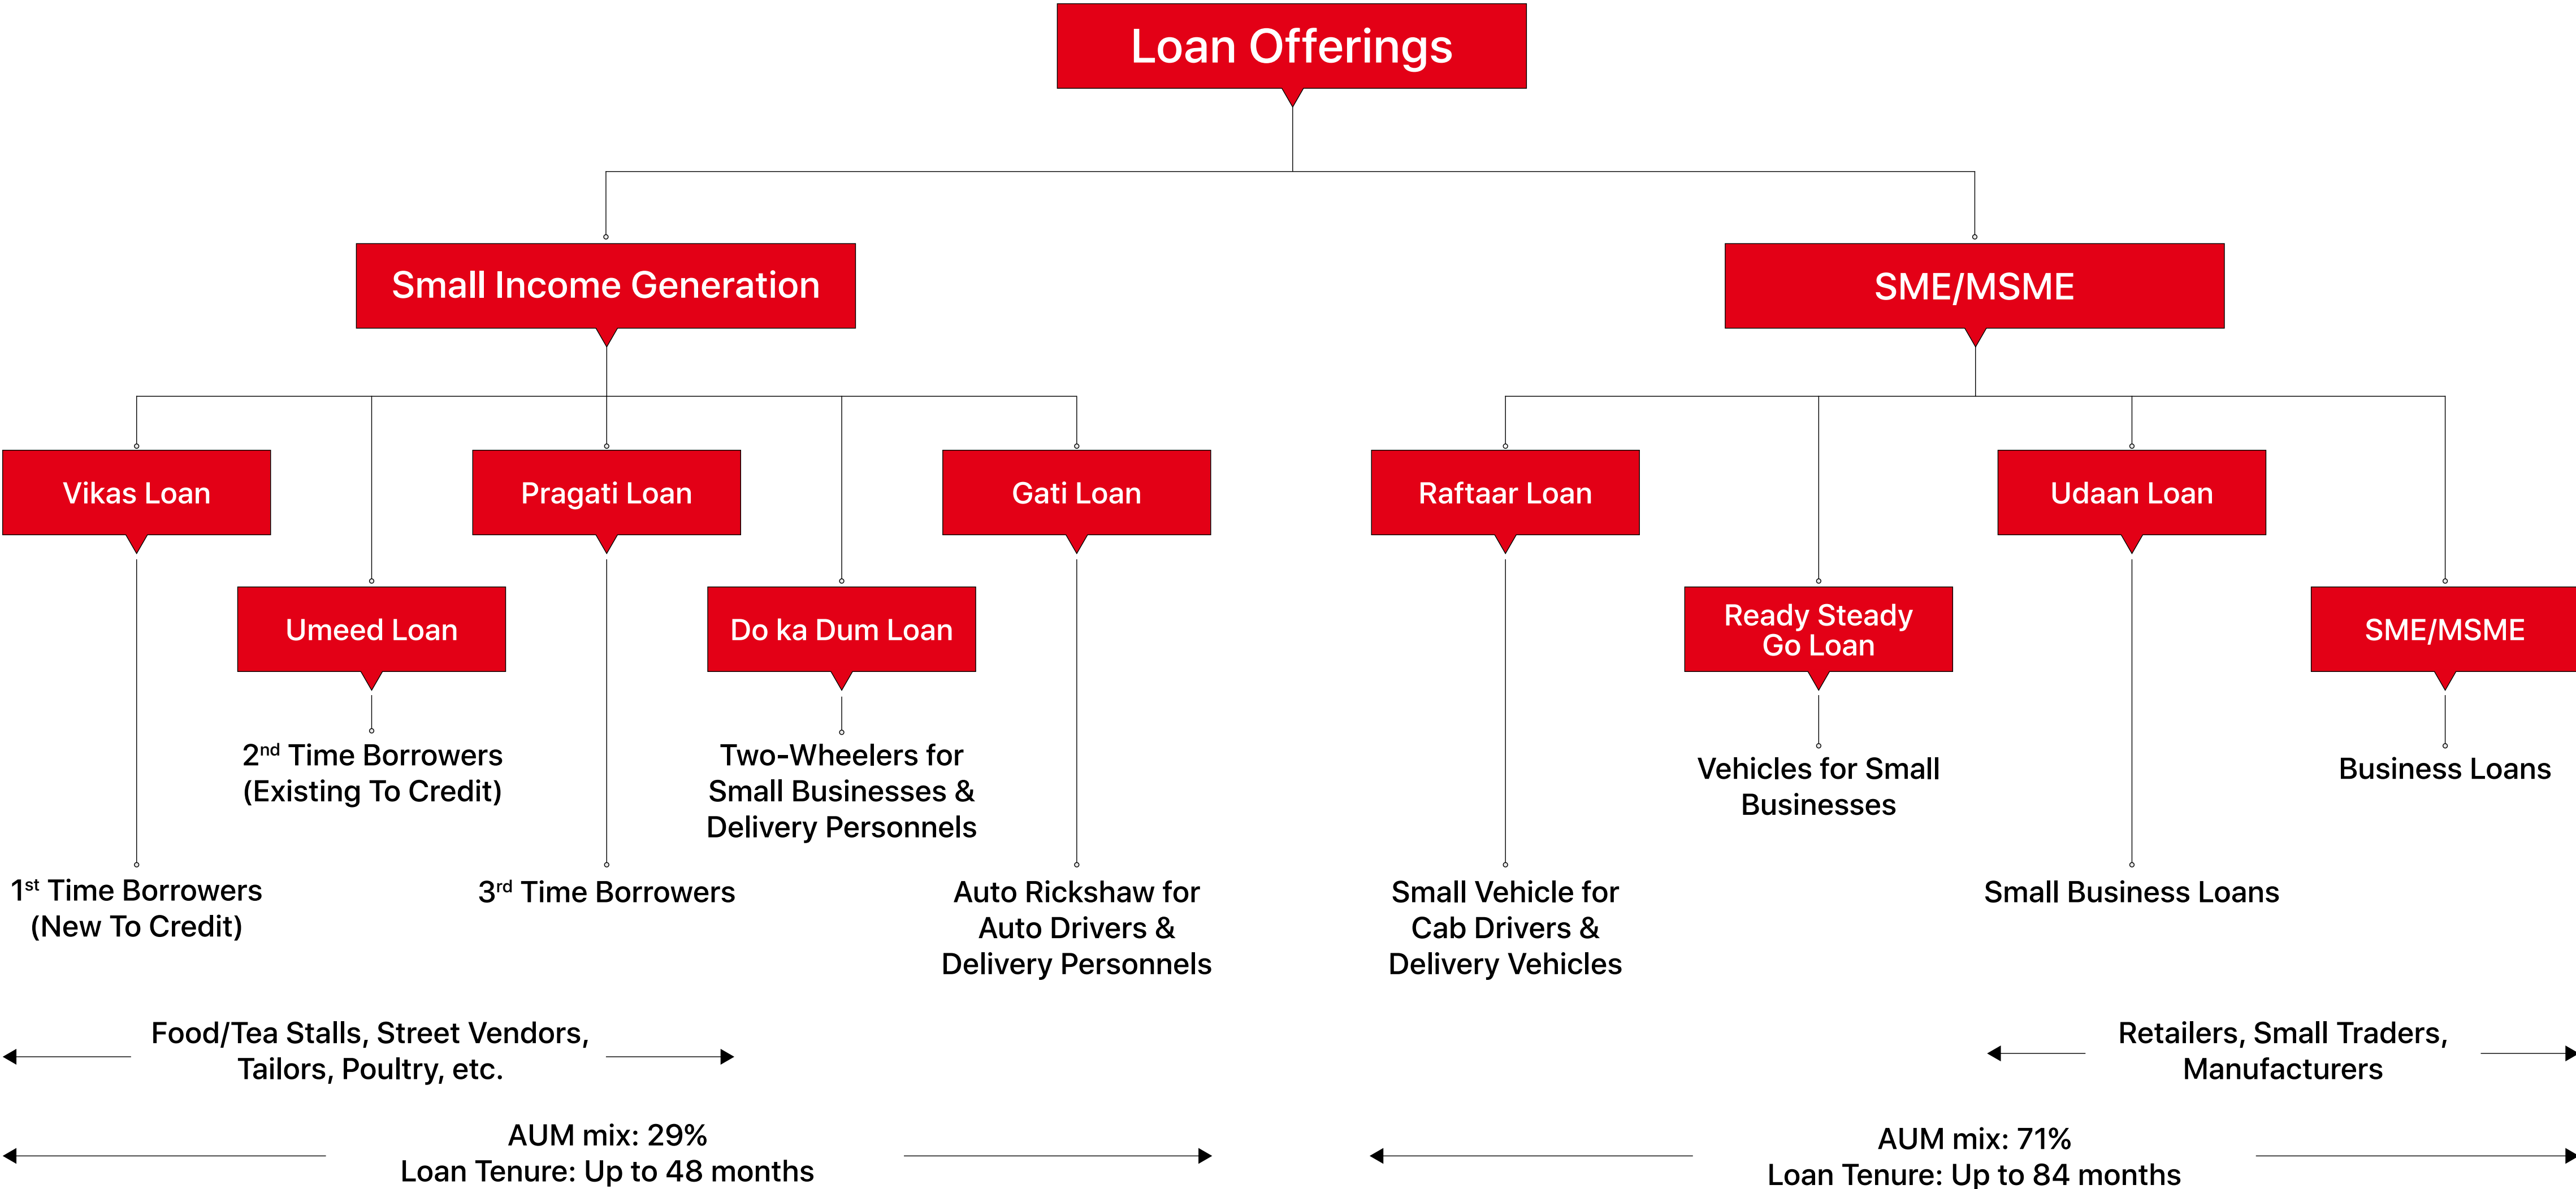 Loan Offerings
Small Income Generation
SME/MSME
Vikas Loan
Pragati Loan
Gati Loan
Raftaar Loan
Udaan Loan
Umeed Loan
Do ka Dum Loan
Ready Steady
Go Loan
SME/MSME
2nd Time Borrowers
(Existing To Credit)
Two-Wheelers for
Small Businesses &
Delivery Personnels
Vehicles for Small
Businesses
Business Loans
1st Time Borrowers
(New To Credit)
3rd Time Borrowers
Auto Rickshaw for
Auto Drivers &
Delivery Personnels
Small Vehicle for
Cab Drivers &
Delivery Vehicles
Small Business Loans
Food/Tea Stalls, Street Vendors,
Tailors, Poultry, etc.
Retailers, Small Traders,
Manufacturers
AUM mix: 29%
Loan Tenure: Up to 48 months
AUM mix: 71%
Loan Tenure: Up to 84 months